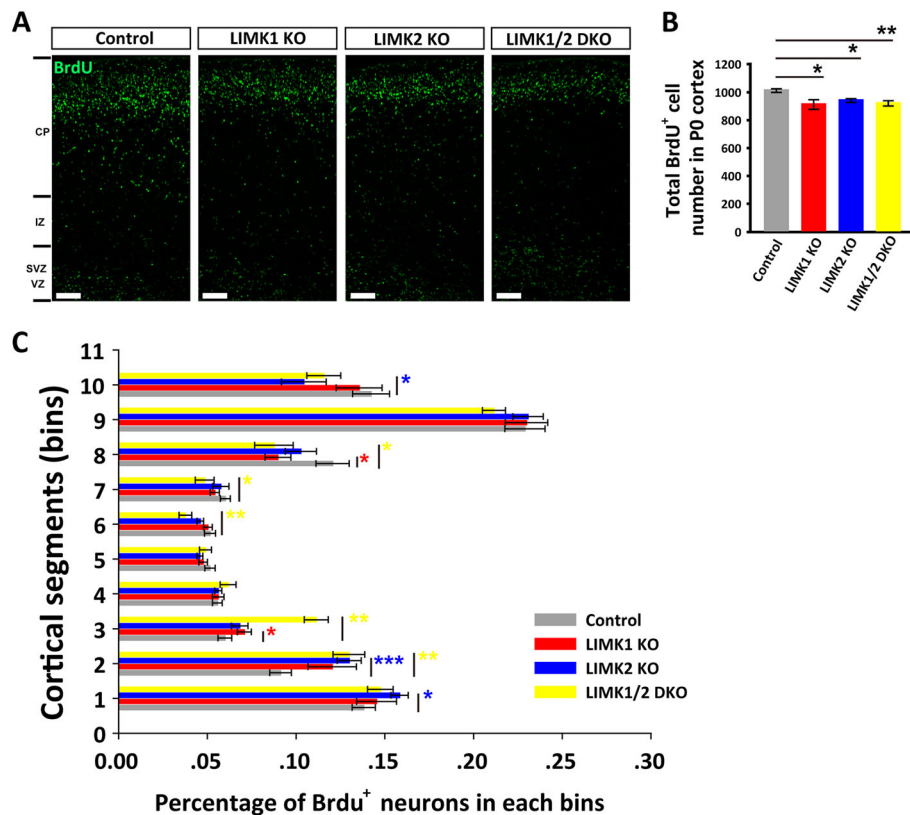 A
Control
LIMK1 KO
LIMK2 KO
LIMK1/2 DKO
BrdU
CP
IZ
SVZ
VZ
B
**
*
*
Total BrdU⁺ cell
number in P0 cortex
1200
1000
800
600
400
200
0
Control
LIMK1 KO
LIMK2 KO
LIMK1/2 DKO
C
Cortical segments (bins)
11
10
9
8
7
6
5
4
3
2
1
0
*
*
*
*
**
**
*
***
**
*
Control
LIMK1 KO
LIMK2 KO
LIMK1/2 DKO
0.00
.05
.10
.15
.20
.25
.30
Percentage of Brdu⁺ neurons in each bins